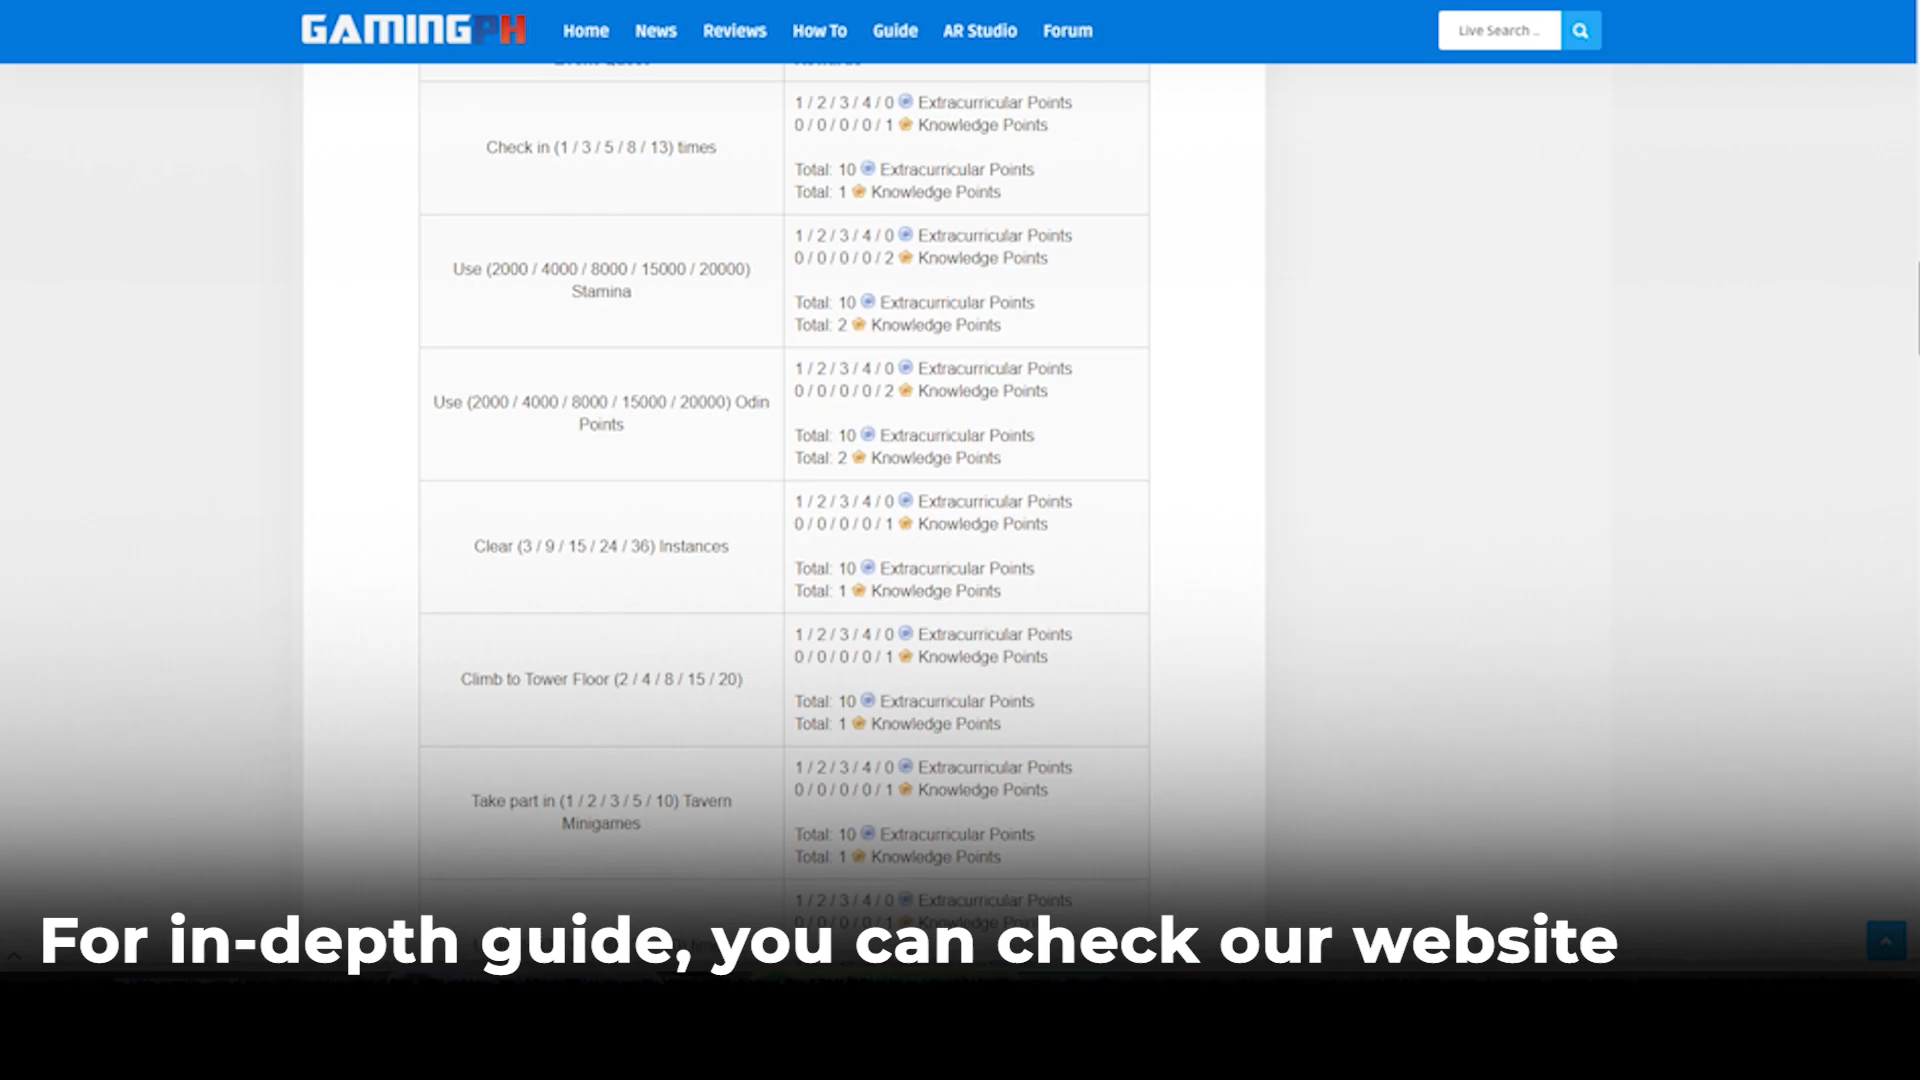 GAMINGPH
Home News Reviews How To Guide AR Studio Forum
Live Search ...
Check in (1 / 3 / 5 / 8 / 13) times
1 / 2 / 3 / 4 / 0 Extracurricular Points
0 / 0 / 0 / 0 / 1 Knowledge Points
Total: 10 Extracurricular Points
Total: 1 Knowledge Points
Use (2000 / 4000 / 8000 / 15000 / 20000)
Stamina
1 / 2 / 3 / 4 / 0 Extracurricular Points
0 / 0 / 0 / 0 / 2 Knowledge Points
Total: 10 Extracurricular Points
Total: 2 Knowledge Points
Use (2000 / 4000 / 8000 / 15000 / 20000) Odin
Points
1 / 2 / 3 / 4 / 0 Extracurricular Points
0 / 0 / 0 / 0 / 2 Knowledge Points
Total: 10 Extracurricular Points
Total: 2 Knowledge Points
Clear (3 / 9 / 15 / 24 / 36) Instances
1 / 2 / 3 / 4 / 0 Extracurricular Points
0 / 0 / 0 / 0 / 1 Knowledge Points
Total: 10 Extracurricular Points
Total: 1 Knowledge Points
Climb to Tower Floor (2 / 4 / 8 / 15 / 20)
1 / 2 / 3 / 4 / 0 Extracurricular Points
0 / 0 / 0 / 0 / 1 Knowledge Points
Total: 10 Extracurricular Points
Total: 1 Knowledge Points
Take part in (1 / 2 / 3 / 5 / 10) Tavern
Minigames
1 / 2 / 3 / 4 / 0 Extracurricular Points
0 / 0 / 0 / 0 / 1 Knowledge Points
Total: 10 Extracurricular Points
Total: 1 Knowledge Points
1 / 2 / 3 / 4 / 0 Extracurricular Points
0 / 0 / 0 / 0 / 1 Knowledge
For in-depth guide, you can check our website